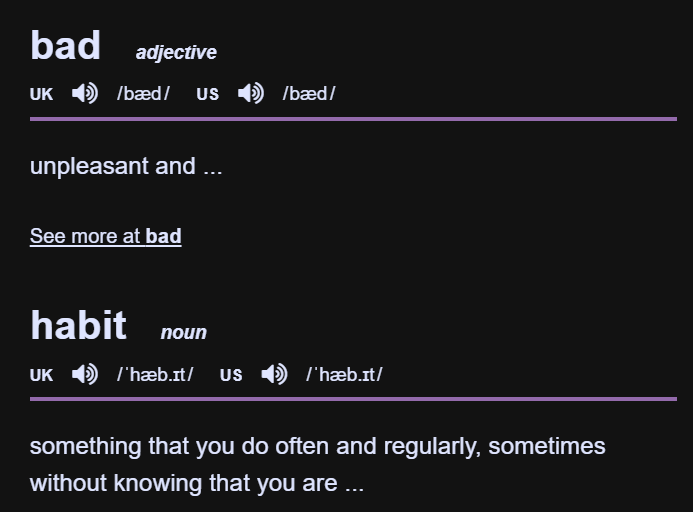 bad adjective
UK /bæd/ US /bæd/
unpleasant and ...
See more at bad
habit noun
UK /ˈhæb.ɪt/ US /ˈhæb.ɪt/
something that you do often and regularly, sometimes
without knowing that you are ...